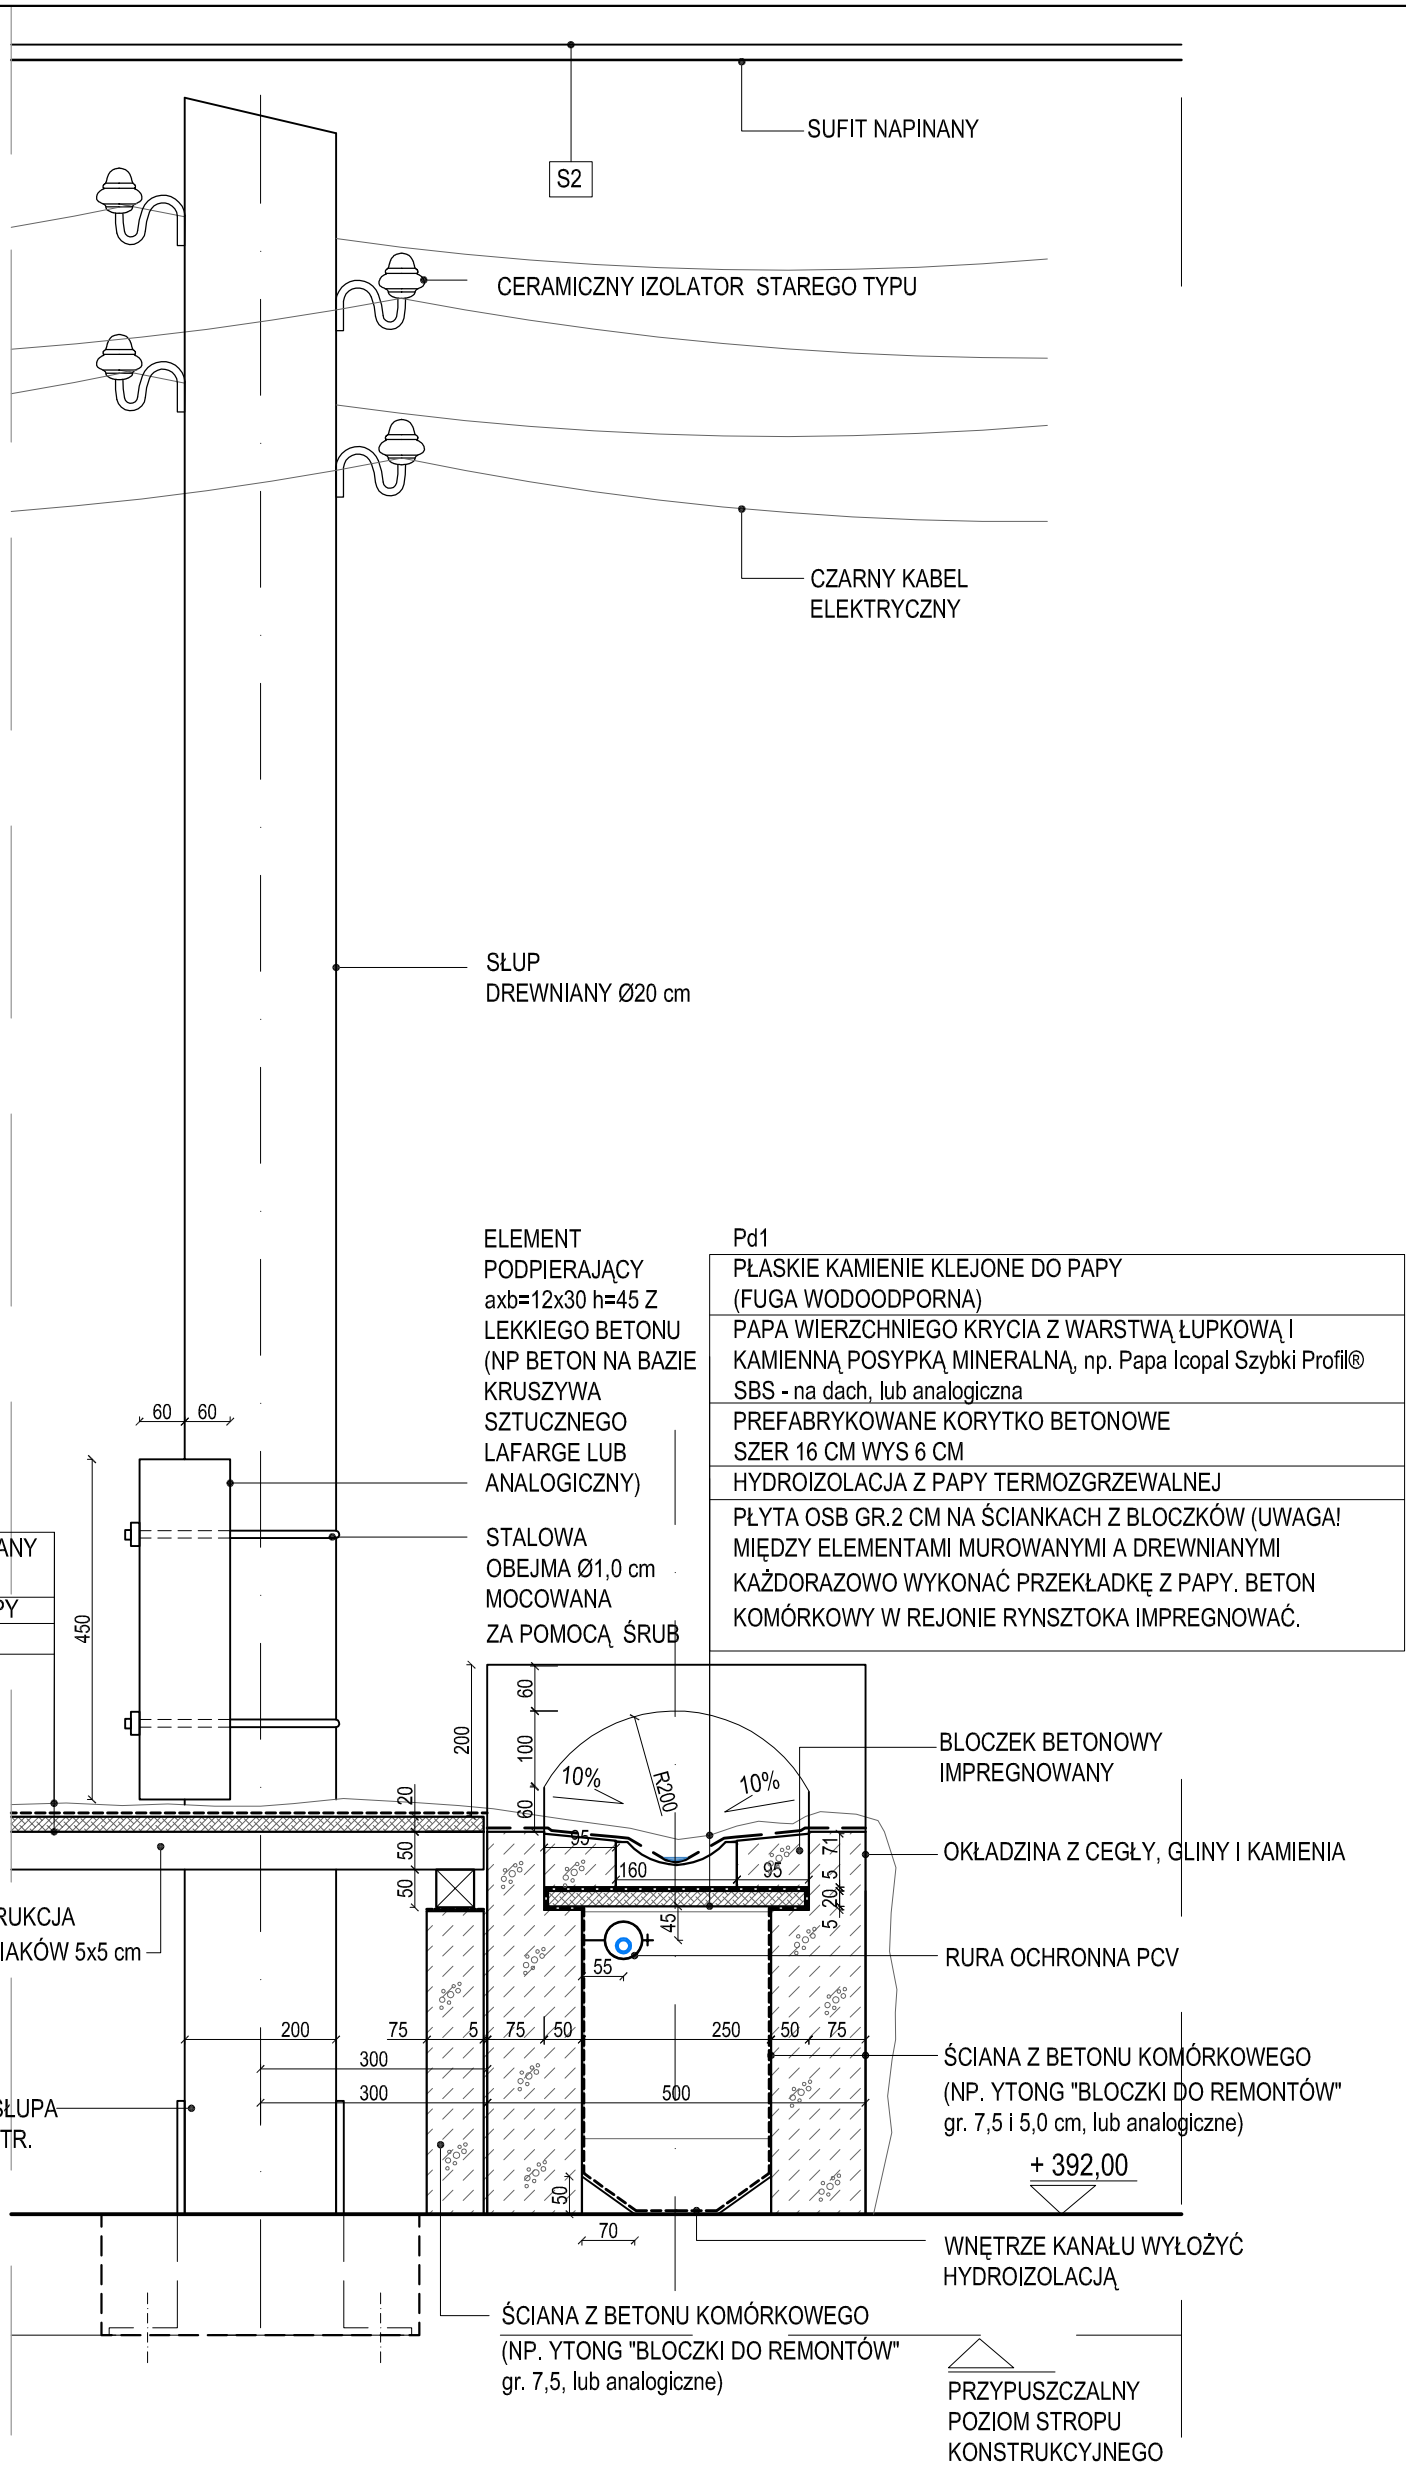 SUFIT NAPINANY
S2
CERAMICZNY IZOLATOR STAREGO TYPU
CZARNY KABEL
ELEKTRYCZNY
SŁUP
DREWNIANY Ø20 cm
ELEMENT
PODPIERAJĄCY
axb=12x30 h=45 Z
LEKKIEGO BETONU
(NP BETON NA BAZIE
KRUSZYWA
SZTUCZNEGO
LAFARGE LUB
ANALOGICZNY)
Pd1
PŁASKIE KAMIENIE KLEJONE DO PAPY
(FUGA WODOODPORNA)
PAPA WIERZCHNIEGO KRYCIA Z WARSTWĄ ŁUPKOWĄ I
KAMIENNĄ POSYPKĄ MINERALNĄ, np. Papa Icopal Szybki Profil®
SBS - na dach, lub analogiczna
PREFABRYKOWANE KORYTKO BETONOWE
SZER 16 CM WYS 6 CM
HYDROIZOLACJA Z PAPY TERMOZGRZEWALNEJ
PŁYTA OSB GR.2 CM NA ŚCIANKACH Z BLOCZKÓW (UWAGA!
MIĘDZY ELEMENTAMI MUROWANYMI A DREWNIANYMI
KAŻDORAZOWO WYKONAĆ PRZEKŁADKĘ Z PAPY. BETON
KOMÓRKOWY W REJONIE RYNSZTOKA IMPREGNOWAĆ.
60 60
450
STALOWA
OBEJMA Ø1,0 cm
MOCOWANA
ZA POMOCĄ ŚRUB
ANY
PY
200
60
100
60
10%
R200
10%
BLOCZEK BETONOWY
IMPREGNOWANY
20
50
50
95
160
95
71
5
20
5
OKŁADZINA Z CEGŁY, GLINY I KAMIENIA
RUKCJA
IAKÓW 5x5 cm
45
55
RURA OCHRONNA PCV
200 75 5 75 50 250 50 75
300
300 500
ŚCIANA Z BETONU KOMÓRKOWEGO
(NP. YTONG "BLOCZKI DO REMONTÓW"
gr. 7,5 i 5,0 cm, lub analogiczne)
SŁUPA
TR.
+ 392,00
50
70
WNĘTRZE KANAŁU WYŁOŻYĆ
HYDROIZOLACJĄ
ŚCIANA Z BETONU KOMÓRKOWEGO
(NP. YTONG "BLOCZKI DO REMONTÓW"
gr. 7,5, lub analogiczne)
PRZYPUSZCZALNY
POZIOM STROPU
KONSTRUKCYJNEGO